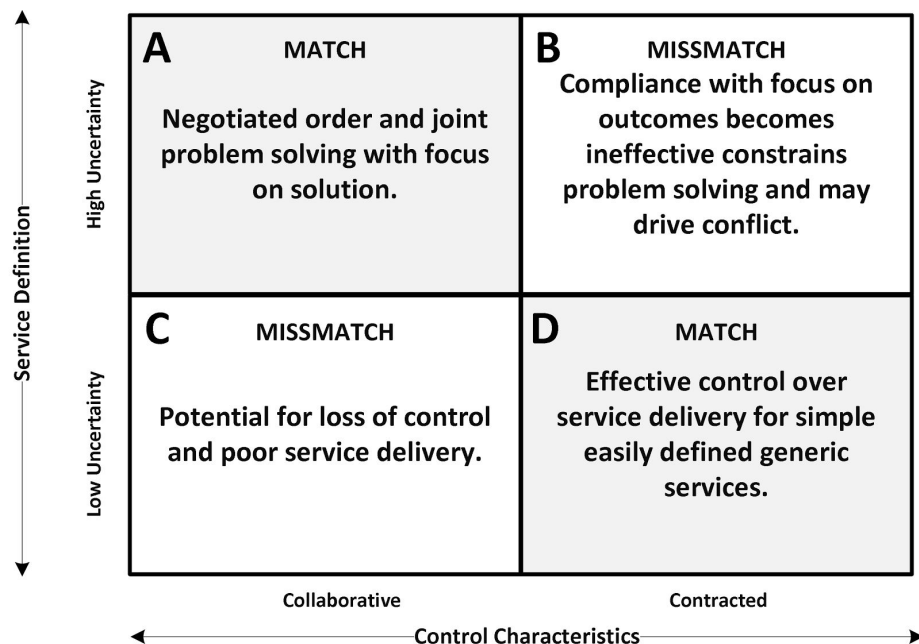 A
MATCH
Negotiated order and joint
problem solving with focus
on solution.
B
MISSMATCH
Compliance with focus on
outcomes becomes
ineffective constrains
problem solving and may
drive conflict.
C
MISSMATCH
Potential for loss of control
and poor service delivery.
D
MATCH
Effective control over
service delivery for simple
easily defined generic
services.
Service Definition
High Uncertainty
Low Uncertainty
Collaborative
Contracted
Control Characteristics